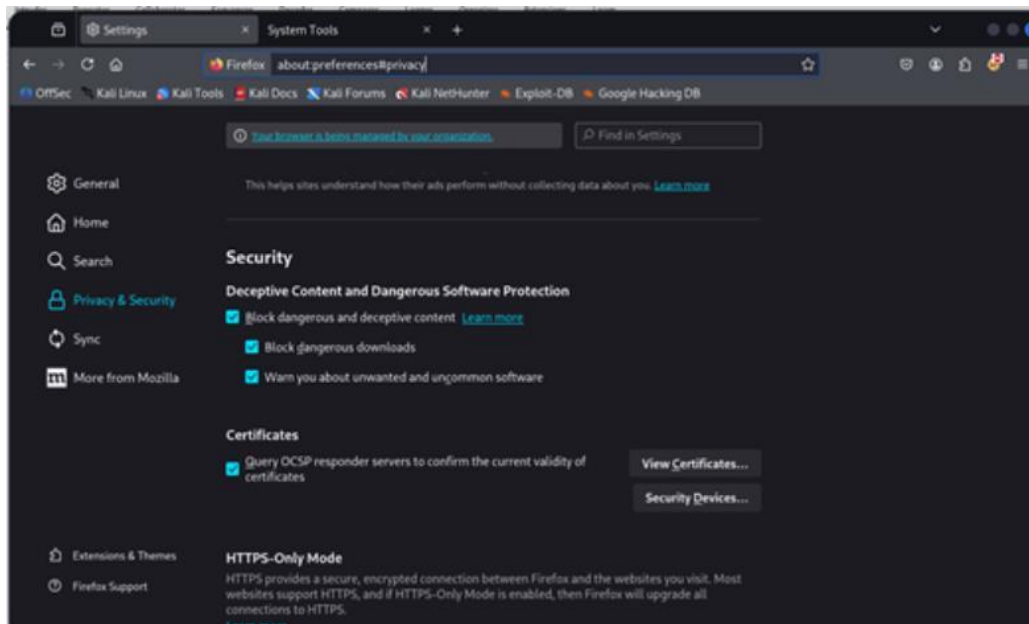 Settings
System Tools
Firefox about:preferences#privacy
OffSec Kali Linux Kali Tools Kali Docs Kali Forums Kali NetHunter Exploit-DB Google Hacking DB
Your browser is being managed by your organization.
Find in Settings
General
Home
Search
Privacy & Security
Sync
More from Mozilla
Extensions & Themes
Firefox Support
This helps sites understand how their ads perform without collecting data about you. Learn more
Security
Deceptive Content and Dangerous Software Protection
Block dangerous and deceptive content Learn more
Block dangerous downloads
Warn you about unwanted and uncommon software
Certificates
Query OCSP responder servers to confirm the current validity of
certificates
View Certificates...
Security Devices...
HTTPS-Only Mode
HTTPS provides a secure, encrypted connection between Firefox and the websites you visit. Most
websites support HTTPS, and if HTTPS-Only Mode is enabled, then Firefox will upgrade all
connections to HTTPS.